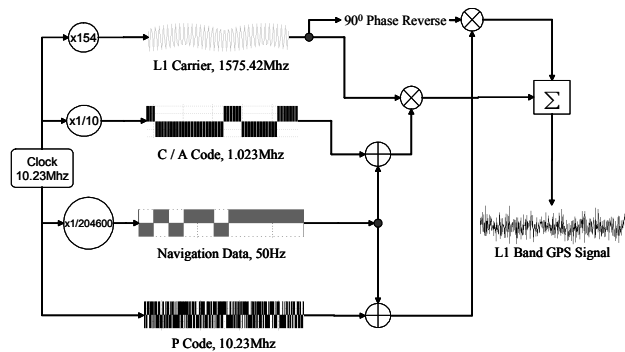 x154
L1 Carrier, 1575.42Mhz
90⁰ Phase Reverse
x1/10
C / A Code, 1.023Mhz
Σ
Clock
10.23Mhz
x1/204600
Navigation Data, 50Hz
L1 Band GPS Signal
P Code, 10.23Mhz